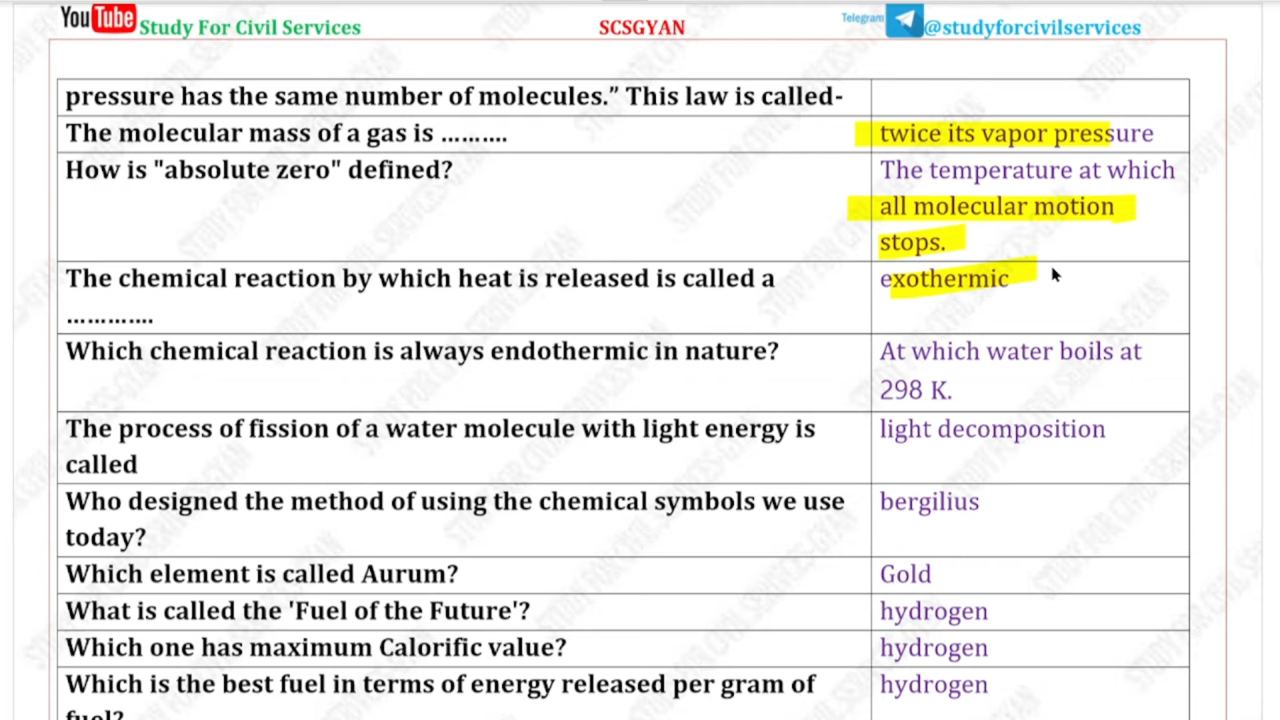 YouTube Study For Civil Services SCSGYAN Telegram @studyforcivilservices
pressure has the same number of molecules.” This law is called-
The molecular mass of a gas is ………. twice its vapor pressure
How is "absolute zero" defined? The temperature at which
all molecular motion
stops.
The chemical reaction by which heat is released is called a exothermic
………….
Which chemical reaction is always endothermic in nature? At which water boils at
298 K.
The process of fission of a water molecule with light energy is light decomposition
called
Who designed the method of using the chemical symbols we use bergilius
today?
Which element is called Aurum? Gold
What is called the 'Fuel of the Future'? hydrogen
Which one has maximum Calorific value? hydrogen
Which is the best fuel in terms of energy released per gram of hydrogen
fuel?